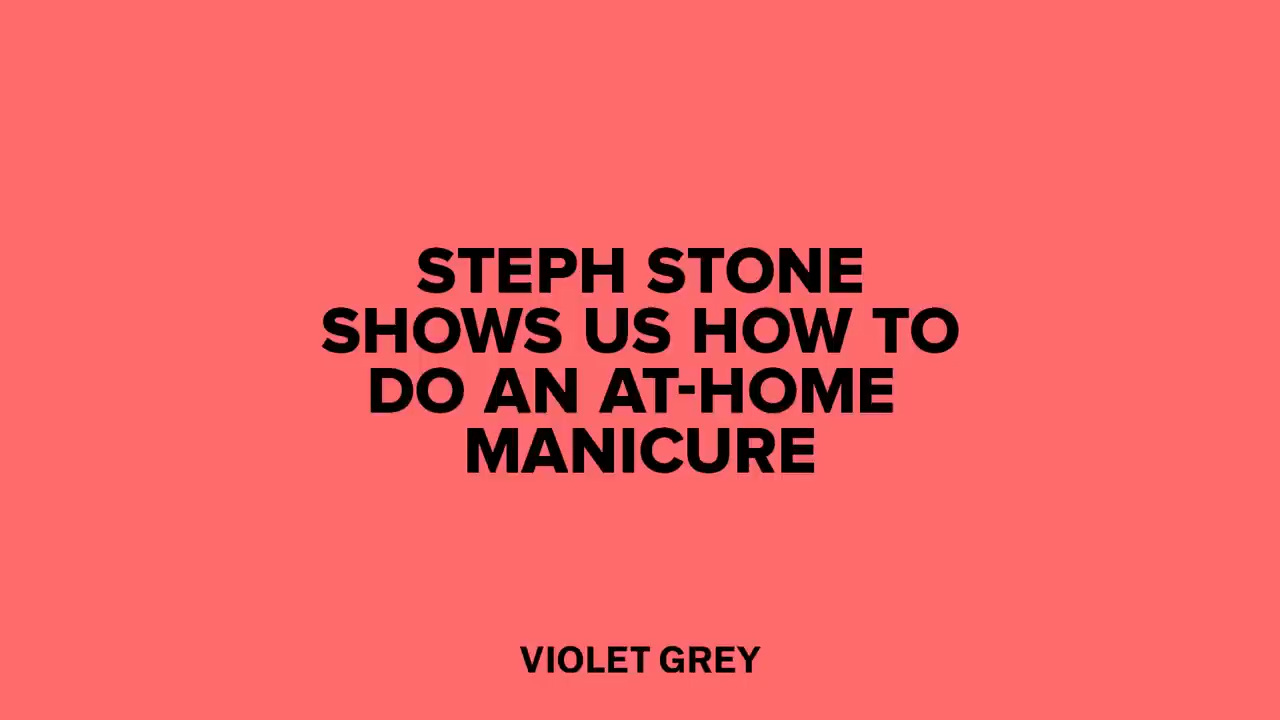 STEPH STONE
SHOWS US HOW TO
DO AN AT-HOME
MANICURE
VIOLET GREY